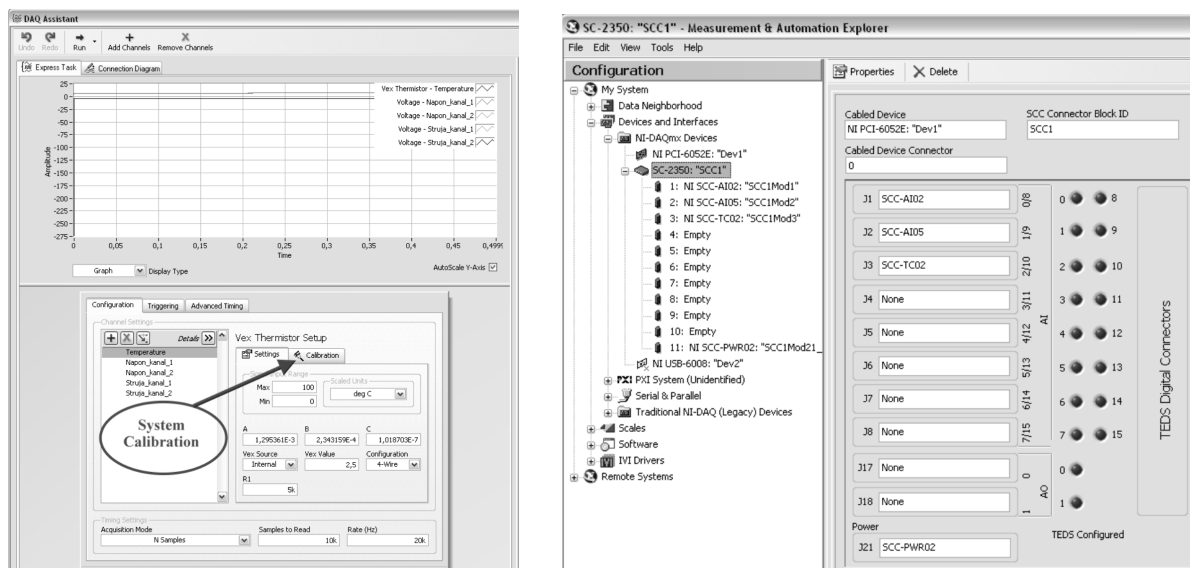 DAQ Assistant
Undo Redo Run Add Channels Remove Channels
Express Task Connection Diagram
25
0
-25
-50
-75
-100
-125
-150
-175
-200
-225
-250
-275
Amplitude
0 0,05 0,1 0,15 0,2 0,25 0,3 0,35 0,4 0,45 0,4999
Time
Vex Thermistor - Temperature
Voltage - Napon_kanal_1
Voltage - Napon_kanal_2
Voltage - Struja_kanal_1
Voltage - Struja_kanal_2
Graph Display Type
AutoScale Y-Axis
Configuration Triggering Advanced Timing
Channel Settings
Details
Temperature
Napon_kanal_1
Napon_kanal_2
Struja_kanal_1
Struja_kanal_2
System
Calibration
Vex Thermistor Setup
Settings Calibration
Range
Max 100
Min 0
Scaled Units
deg C
A B C
1,295361E-3 2,343159E-4 1,018703E-7
Vex Source Vex Value Configuration
Internal 2,5 4-Wire
R1
5k
Timing Settings
Acquisition Mode Samples to Read Rate (Hz)
N Samples 10k 20k
SC-2350: "SCC1" - Measurement & Automation Explorer
File Edit View Tools Help
Configuration
My System
Data Neighborhood
Devices and Interfaces
NI-DAQmx Devices
NI PCI-6052E: "Dev1"
SC-2350: "SCC1"
1: NI SCC-AI02: "SCC1Mod1"
2: NI SCC-AI05: "SCC1Mod2"
3: NI SCC-TC02: "SCC1Mod3"
4: Empty
5: Empty
6: Empty
7: Empty
8: Empty
9: Empty
10: Empty
11: NI SCC-PWR02: "SCC1Mod21_
NI USB-6008: "Dev2"
PXI PXI System (Unidentified)
Serial & Parallel
Traditional NI-DAQ (Legacy) Devices
Scales
Software
IVI Drivers
Remote Systems
Properties Delete
Cabled Device SCC Connector Block ID
NI PCI-6052E: "Dev1" SCC1
Cabled Device Connector
0
J1 SCC-AI02 0/8 0 8
J2 SCC-AI05 1/9 1 9
J3 SCC-TC02 2/10 2 10
J4 None 3/11 3 11
J5 None 4/12 4 12
J6 None 5/13 5 13
J7 None 6/14 6 14
J8 None 7/15 7 15
AI
J17 None 0 0
J18 None 1 1
AO
TEDS Digital Connectors
Power
J21 SCC-PWR02
TEDS Configured